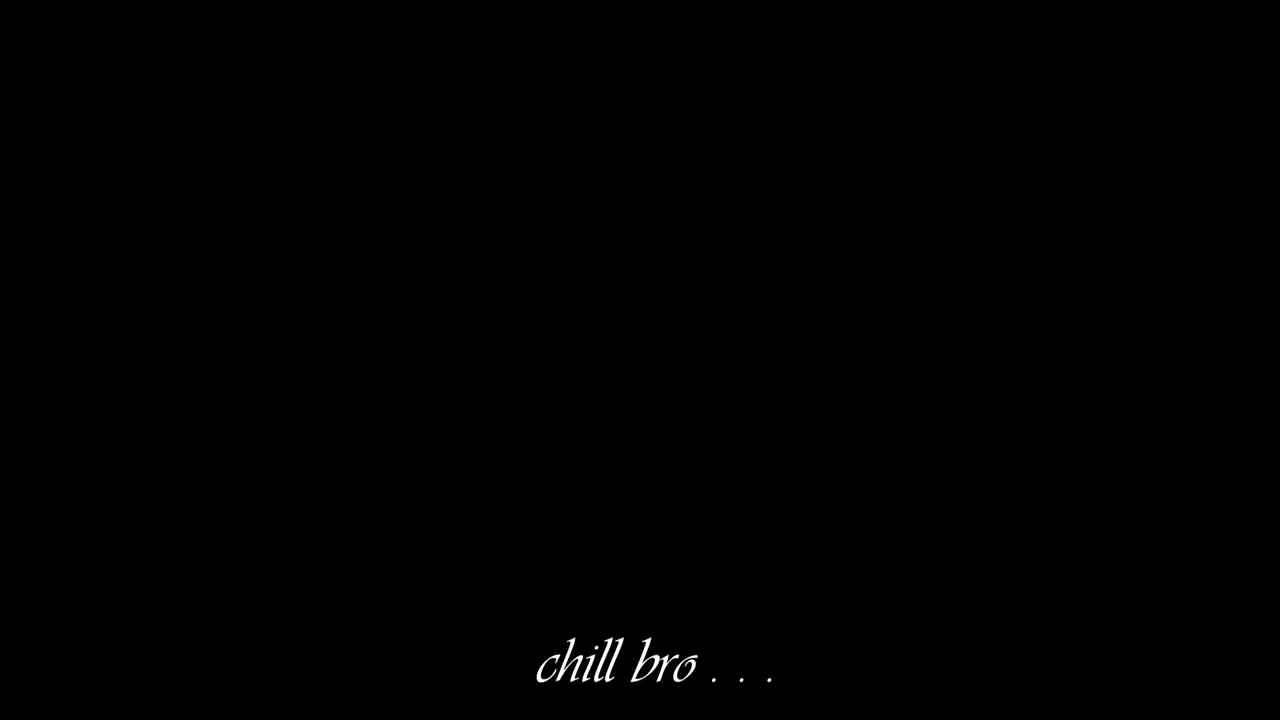 chill bro . . .